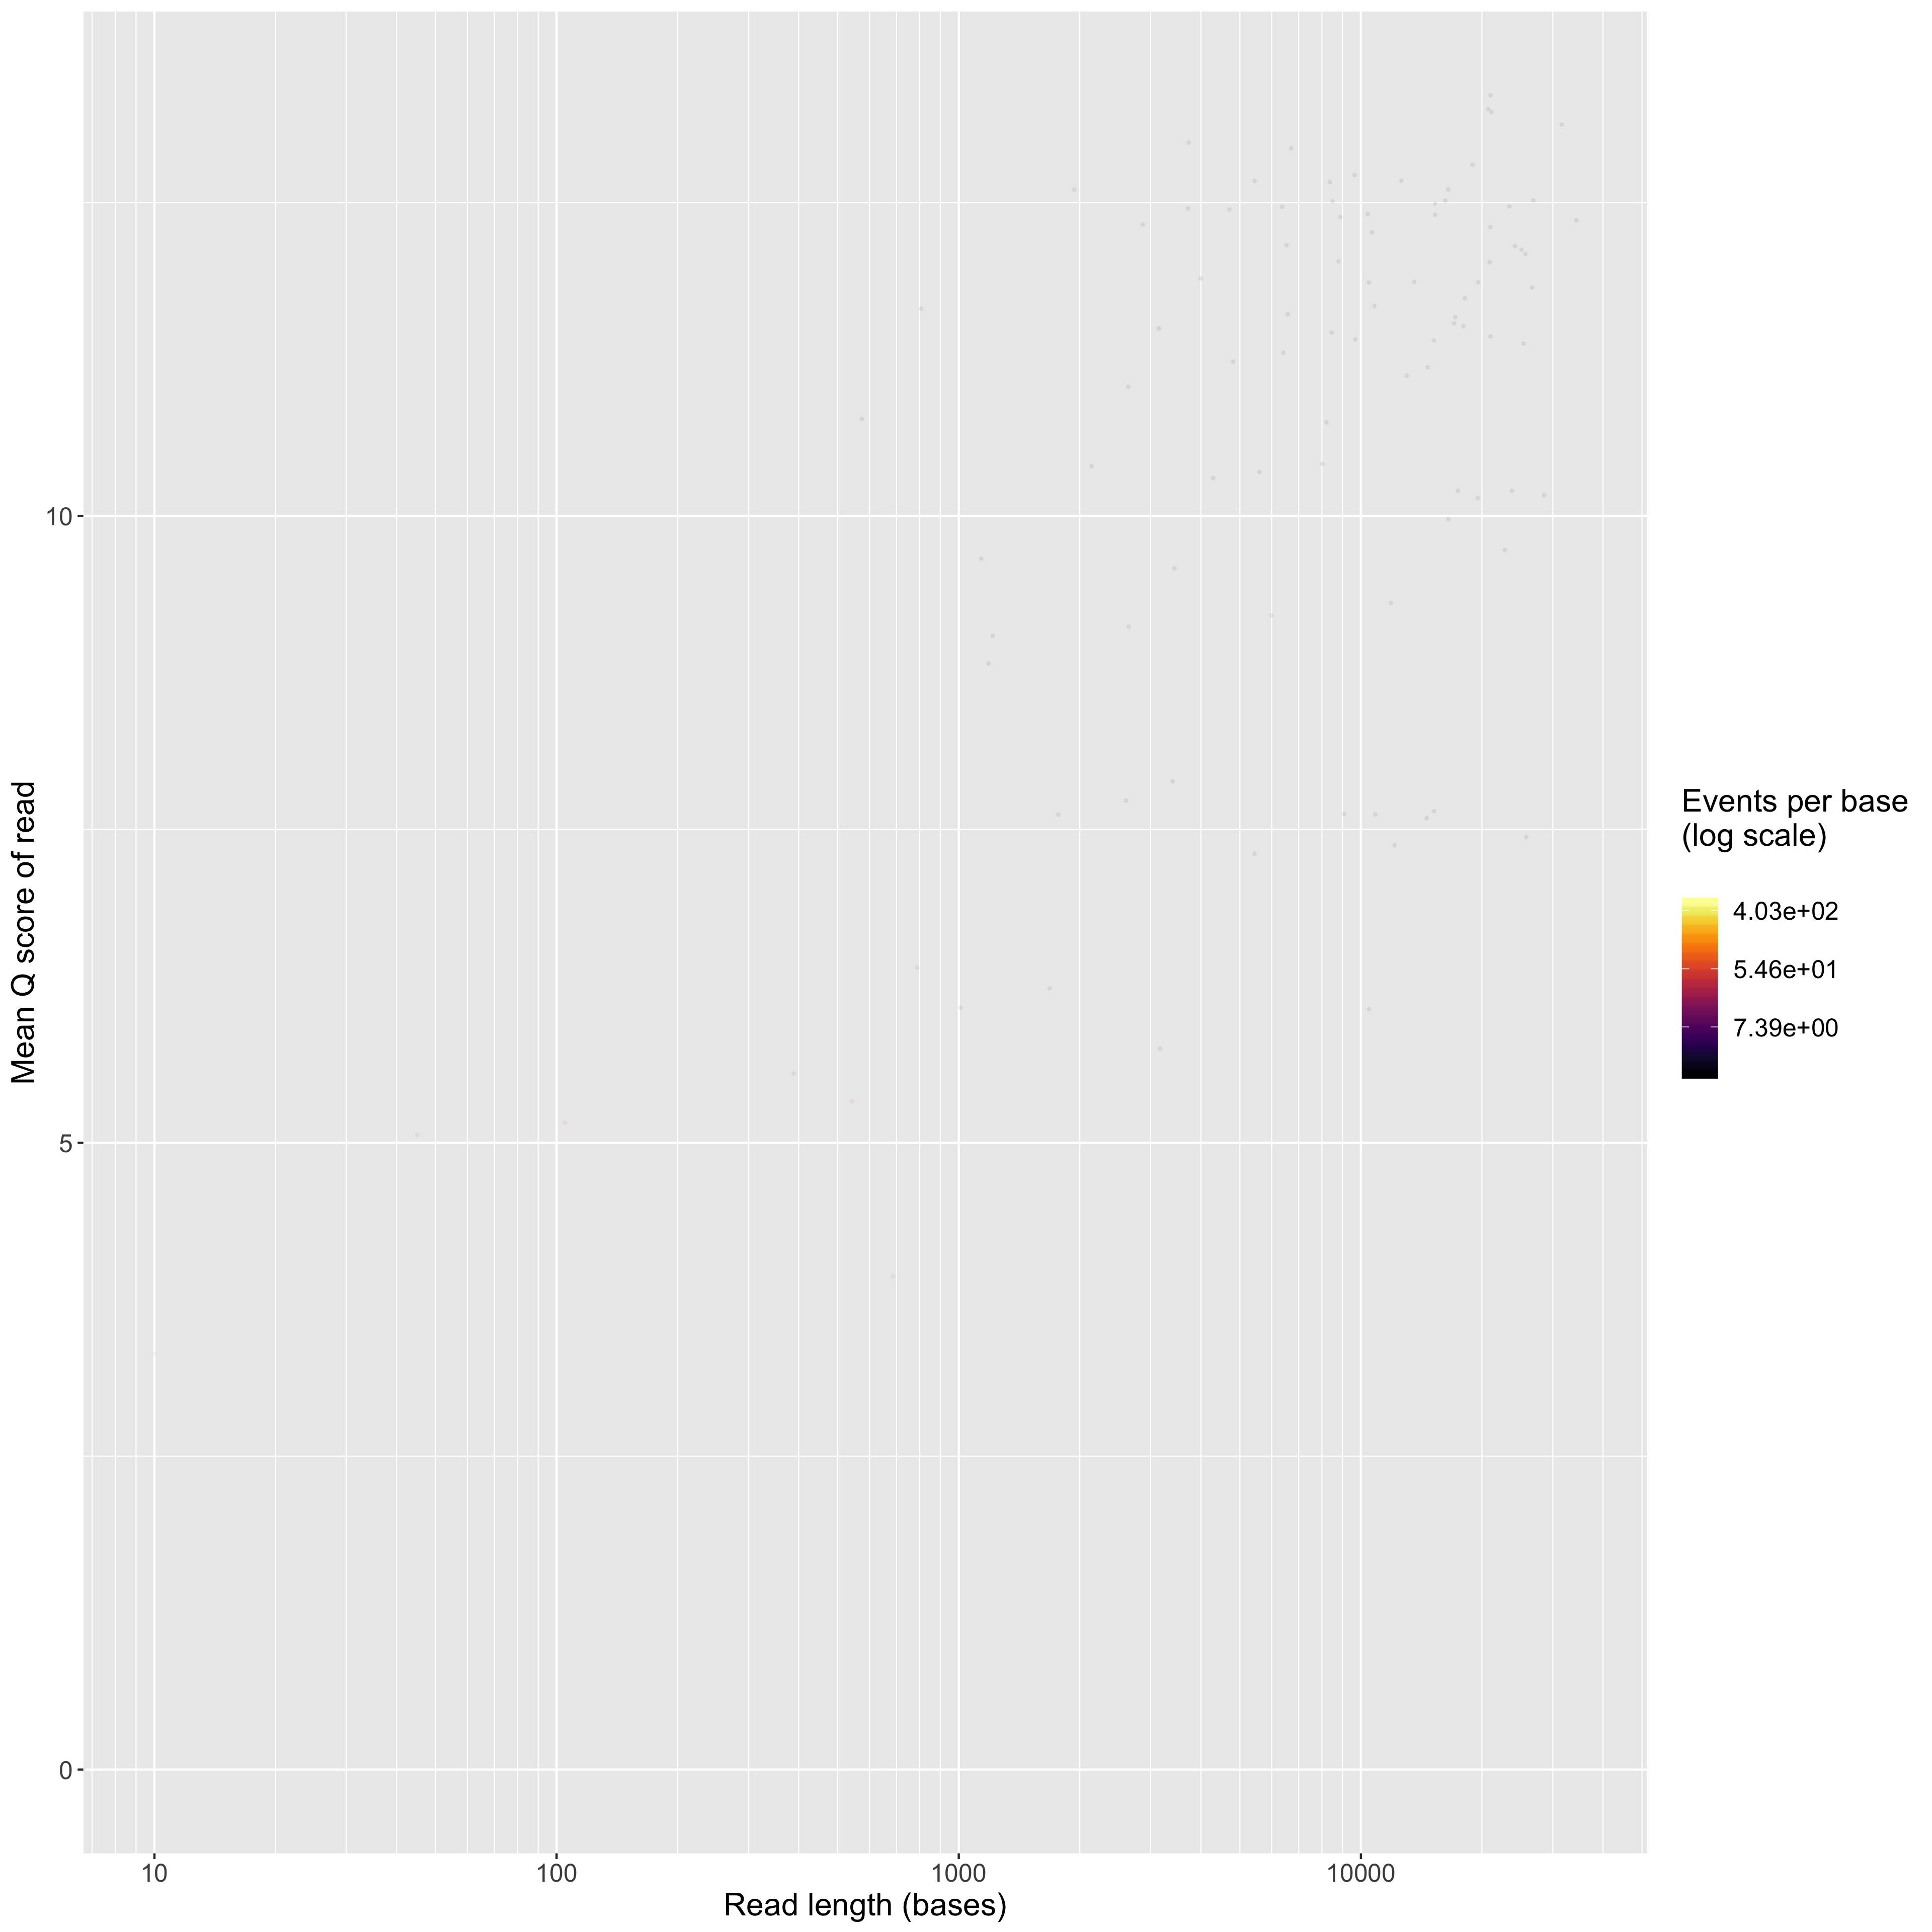 10
5
0
Mean Q score of read
10
100
1000
10000
Read length (bases)
Events per base
(log scale)
4.03e+02
5.46e+01
7.39e+00